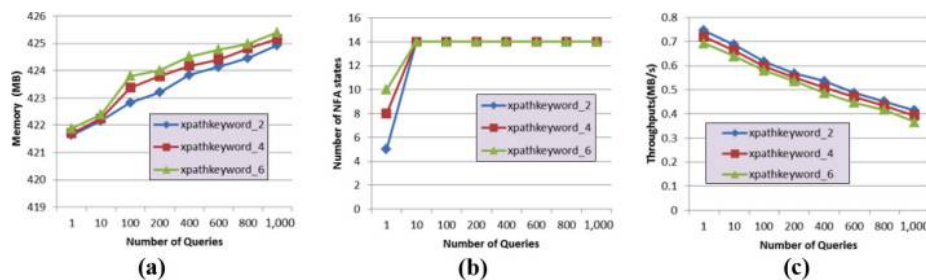 426
425
424
423
422
421
420
419
Memory (MB)
xpathkeyword_2
xpathkeyword_4
xpathkeyword_6
1 10 100 200 400 600 800 1,000
Number of Queries
(a)
16
14
12
10
8
6
4
2
0
Number of NFA states
xpathkeyword_2
xpathkeyword_4
xpathkeyword_6
1 10 100 200 400 600 800 1,000
Number of Queries
(b)
0.8
0.7
0.6
0.5
0.4
0.3
0.2
0.1
0
Throughputs(MB/s)
xpathkeyword_2
xpathkeyword_4
xpathkeyword_6
1 10 100 200 400 600 800 1,000
Number of Queries
(c)